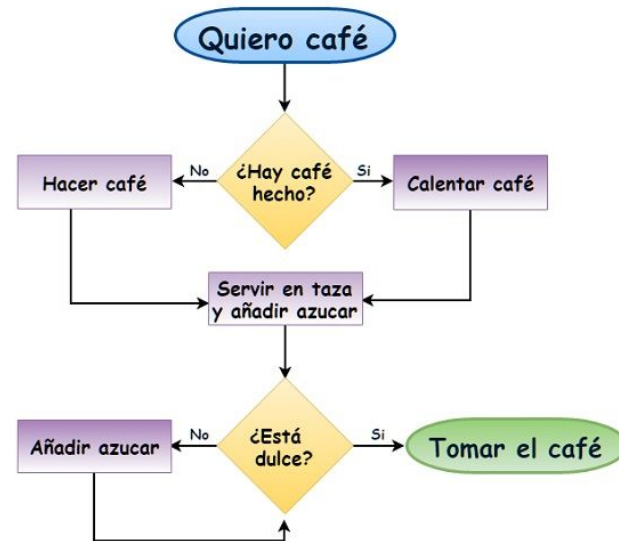 Quiero café
¿Hay café
hecho?
No
Si
Hacer café
Calentar café
Servir en taza
y añadir azucar
¿Está
dulce?
No
Si
Añadir azucar
Tomar el café